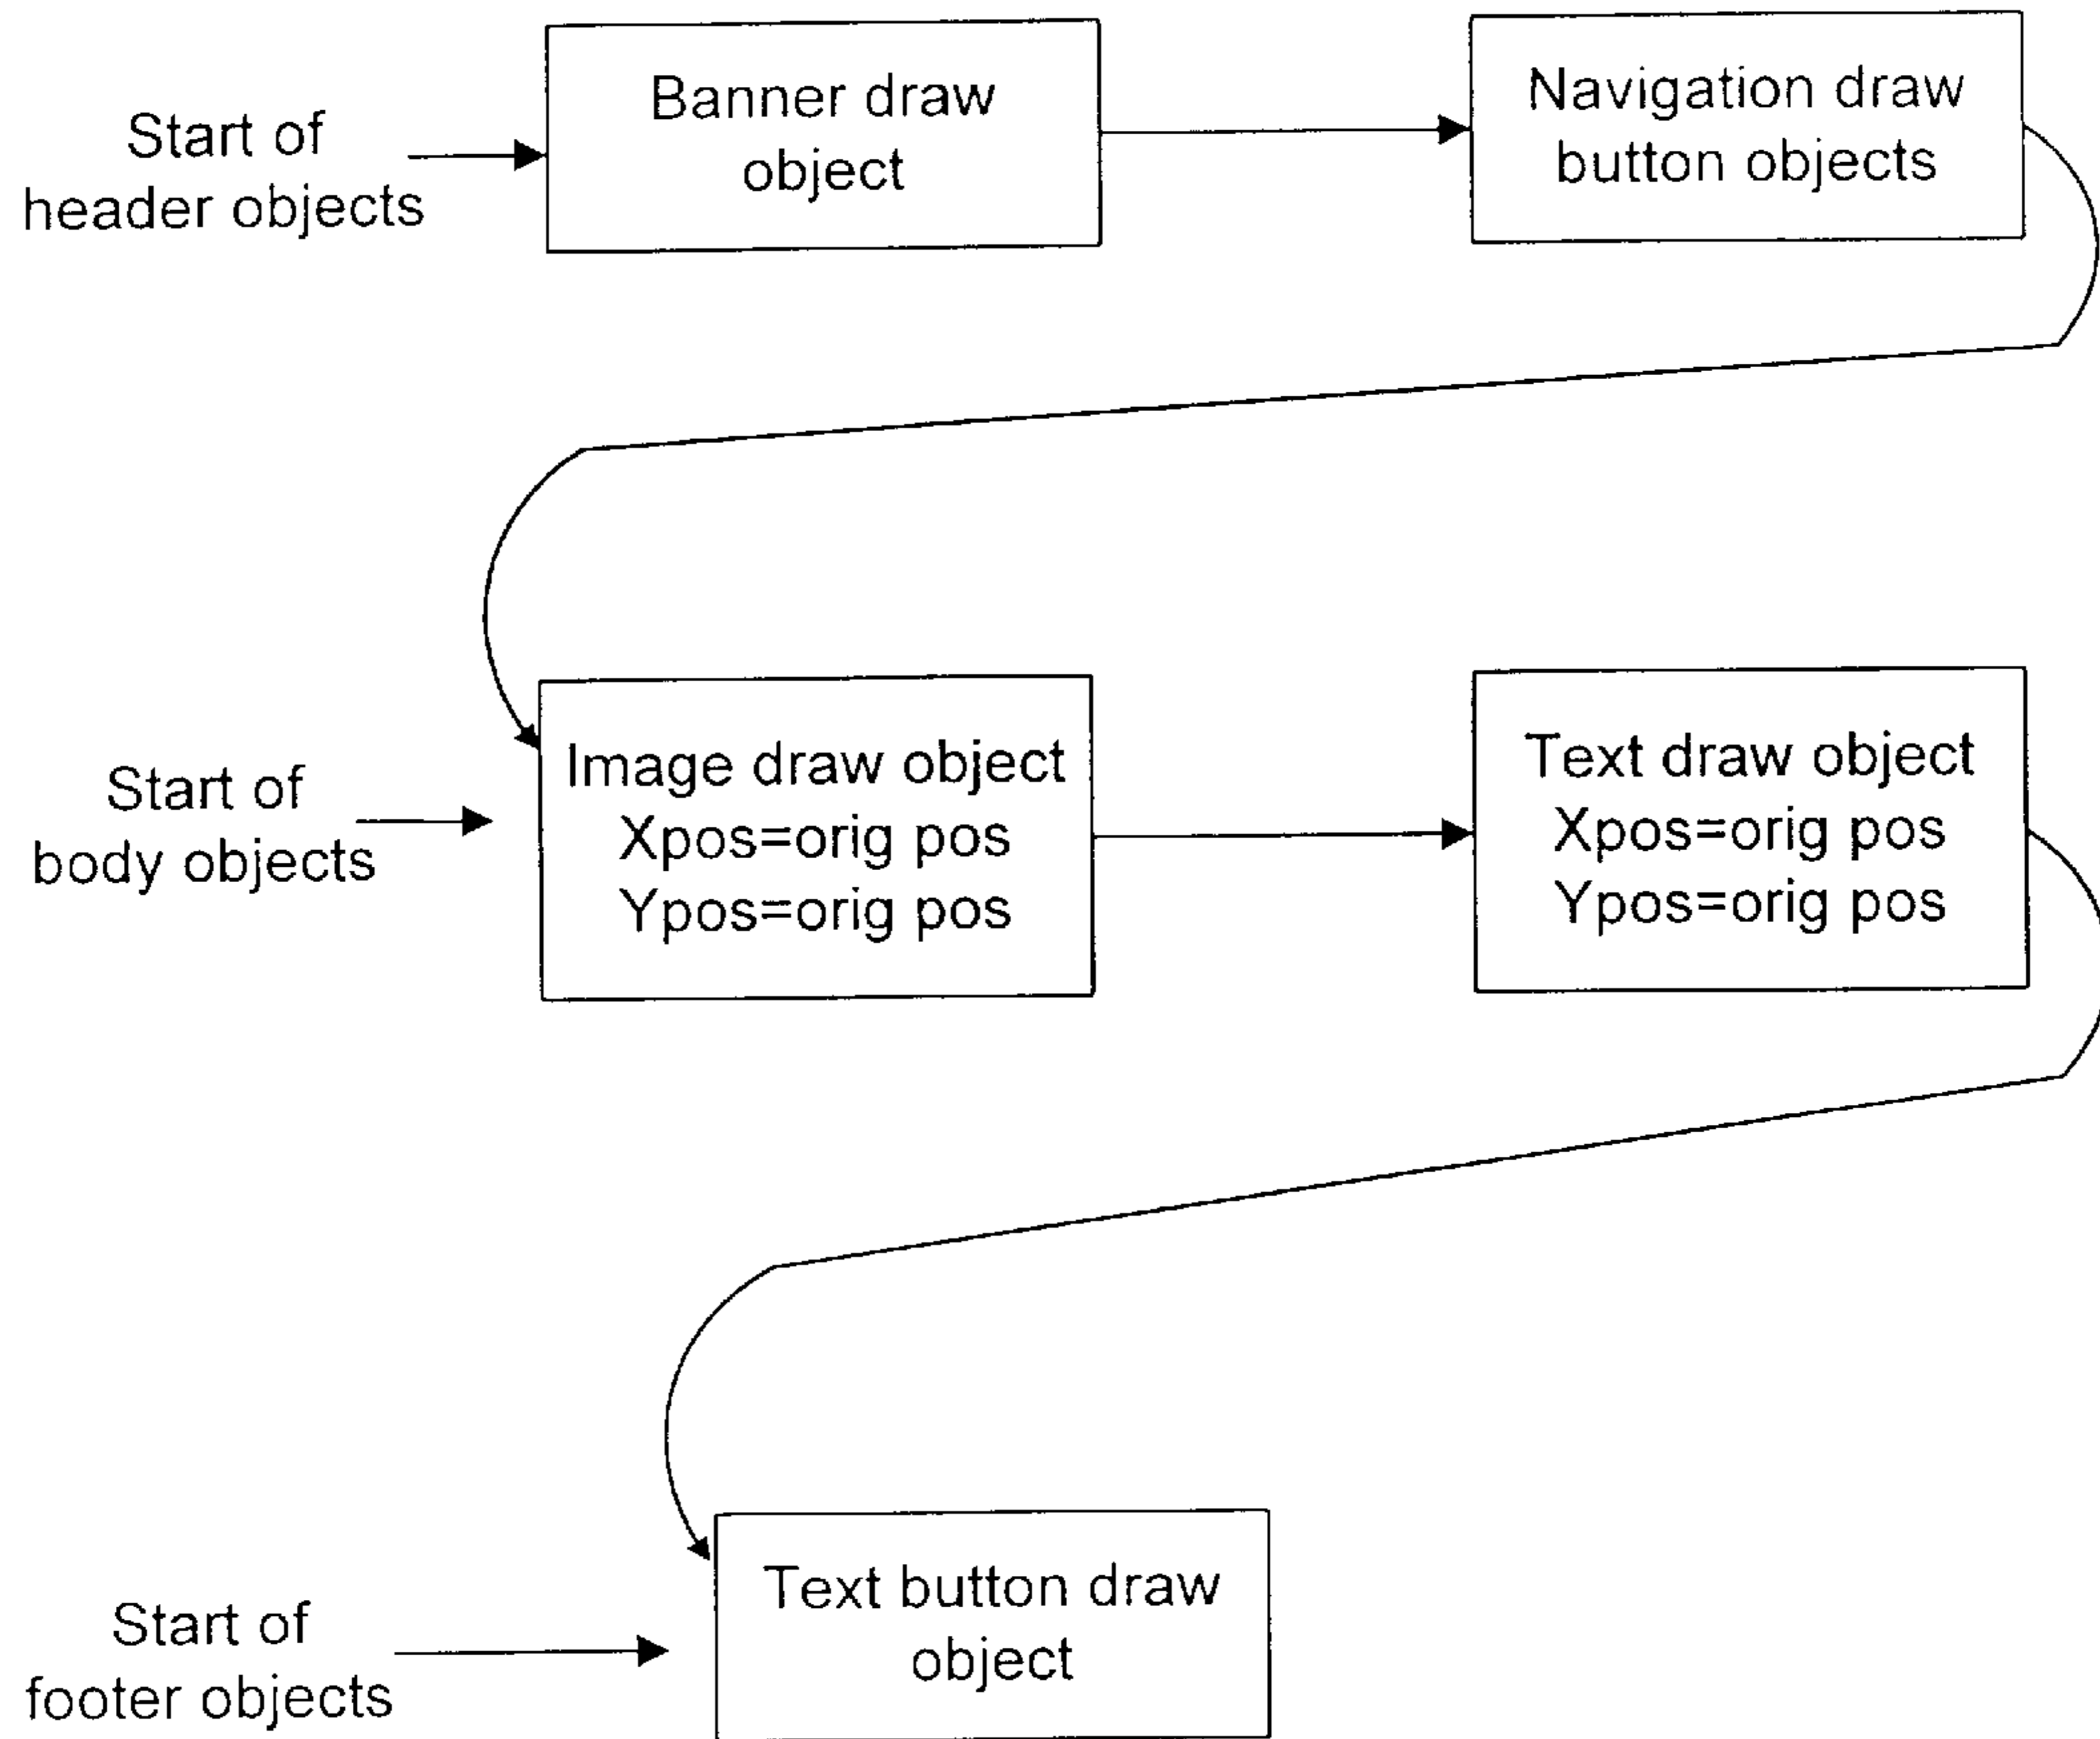 Start of
header objects
Banner draw
object
Navigation draw
button objects
Start of
body objects
Image draw object
Xpos=orig pos
Ypos=orig pos
Text draw object
Xpos=orig pos
Ypos=orig pos
Start of
footer objects
Text button draw
object